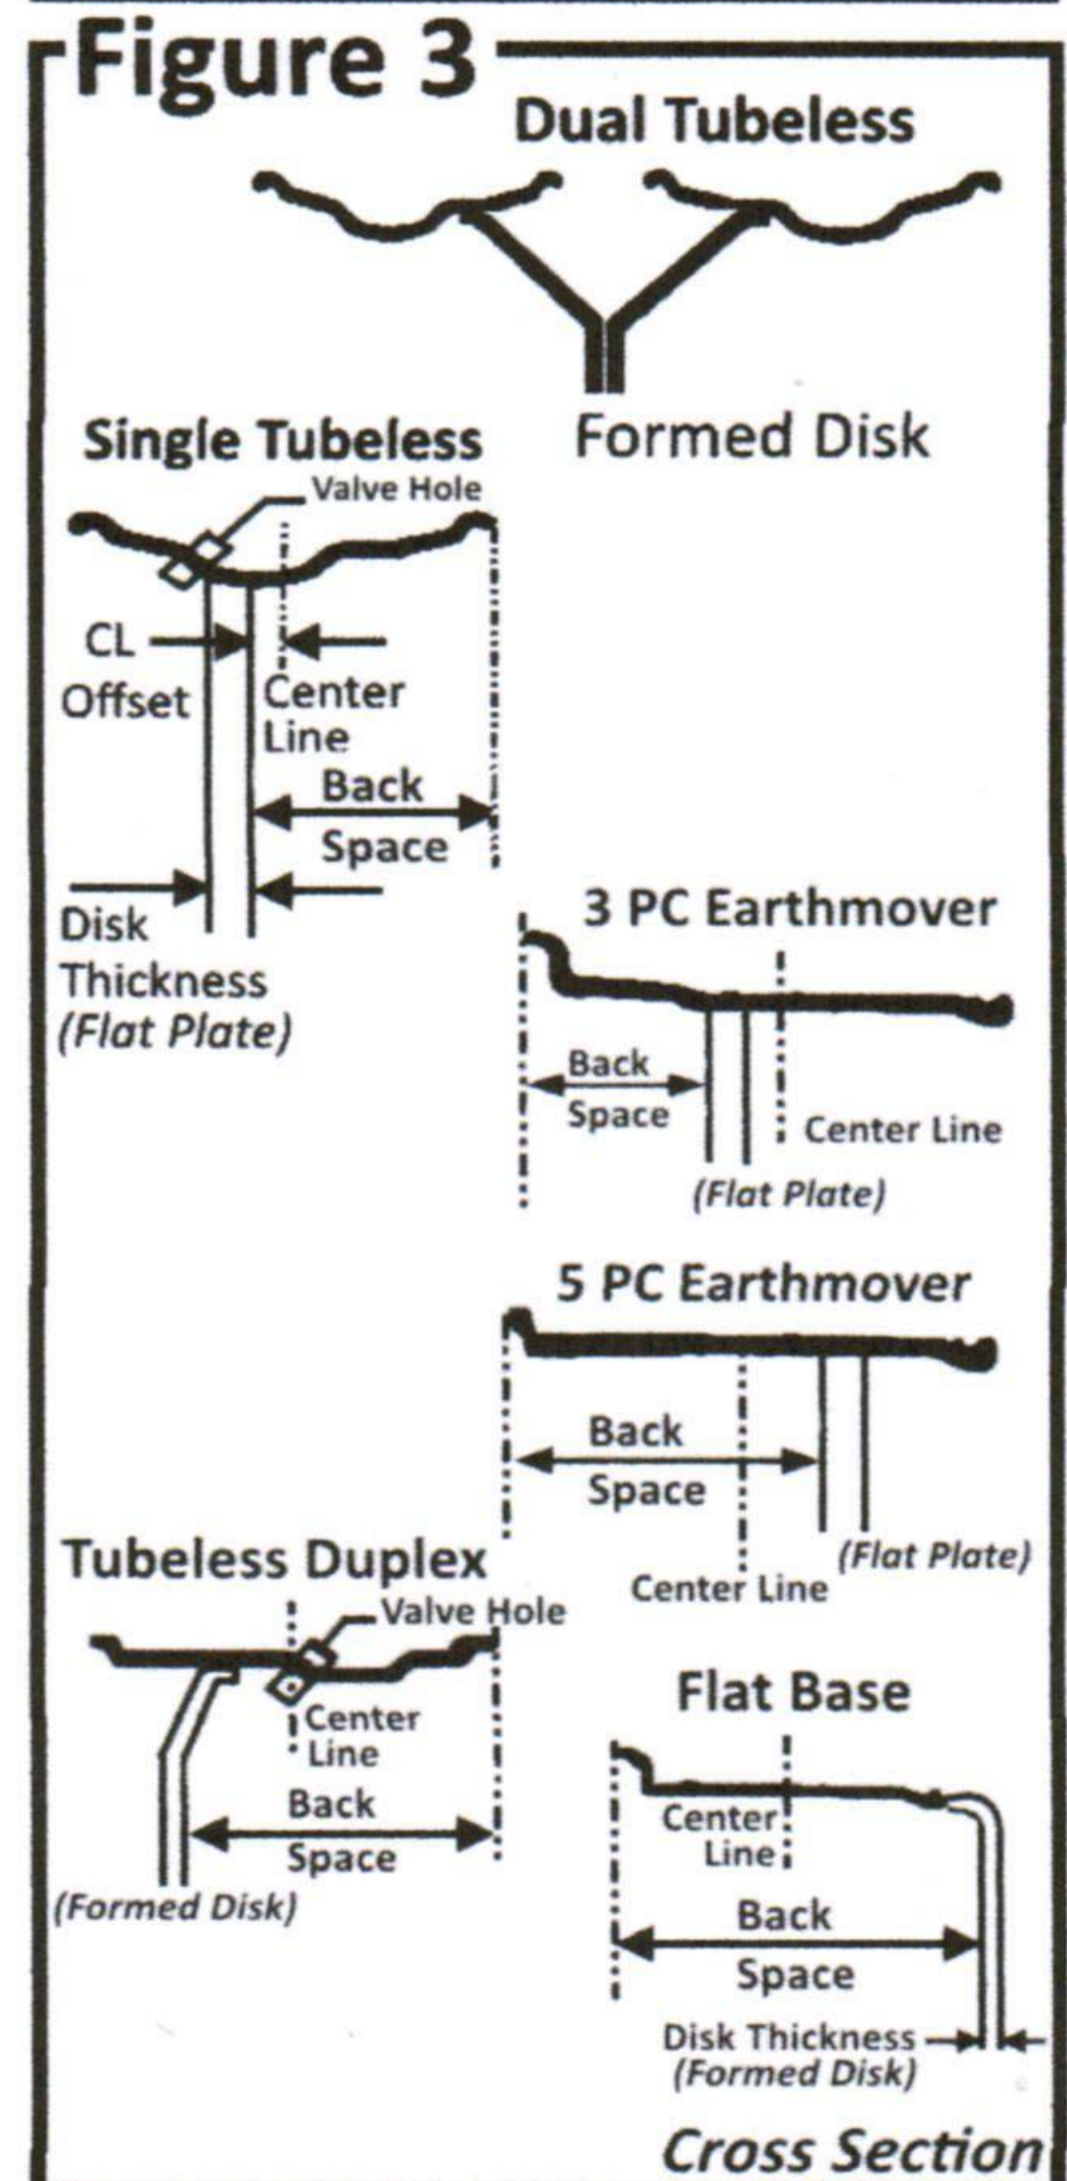 Figure 3
Dual Tubeless
Formed Disk
Single Tubeless
Valve Hole
CL
Offset
Center
Line
Back
Space
Disk
Thickness
(Flat Plate)
3 PC Earthmover
Back
Space
Center Line
(Flat Plate)
5 PC Earthmover
Back
Space
(Flat Plate)
Center Line
Tubeless Duplex
Valve Hole
Center
Line
Back
Space
(Formed Disk)
Flat Base
Center
Line
Back
Space
Disk Thickness
(Formed Disk)
Cross Section